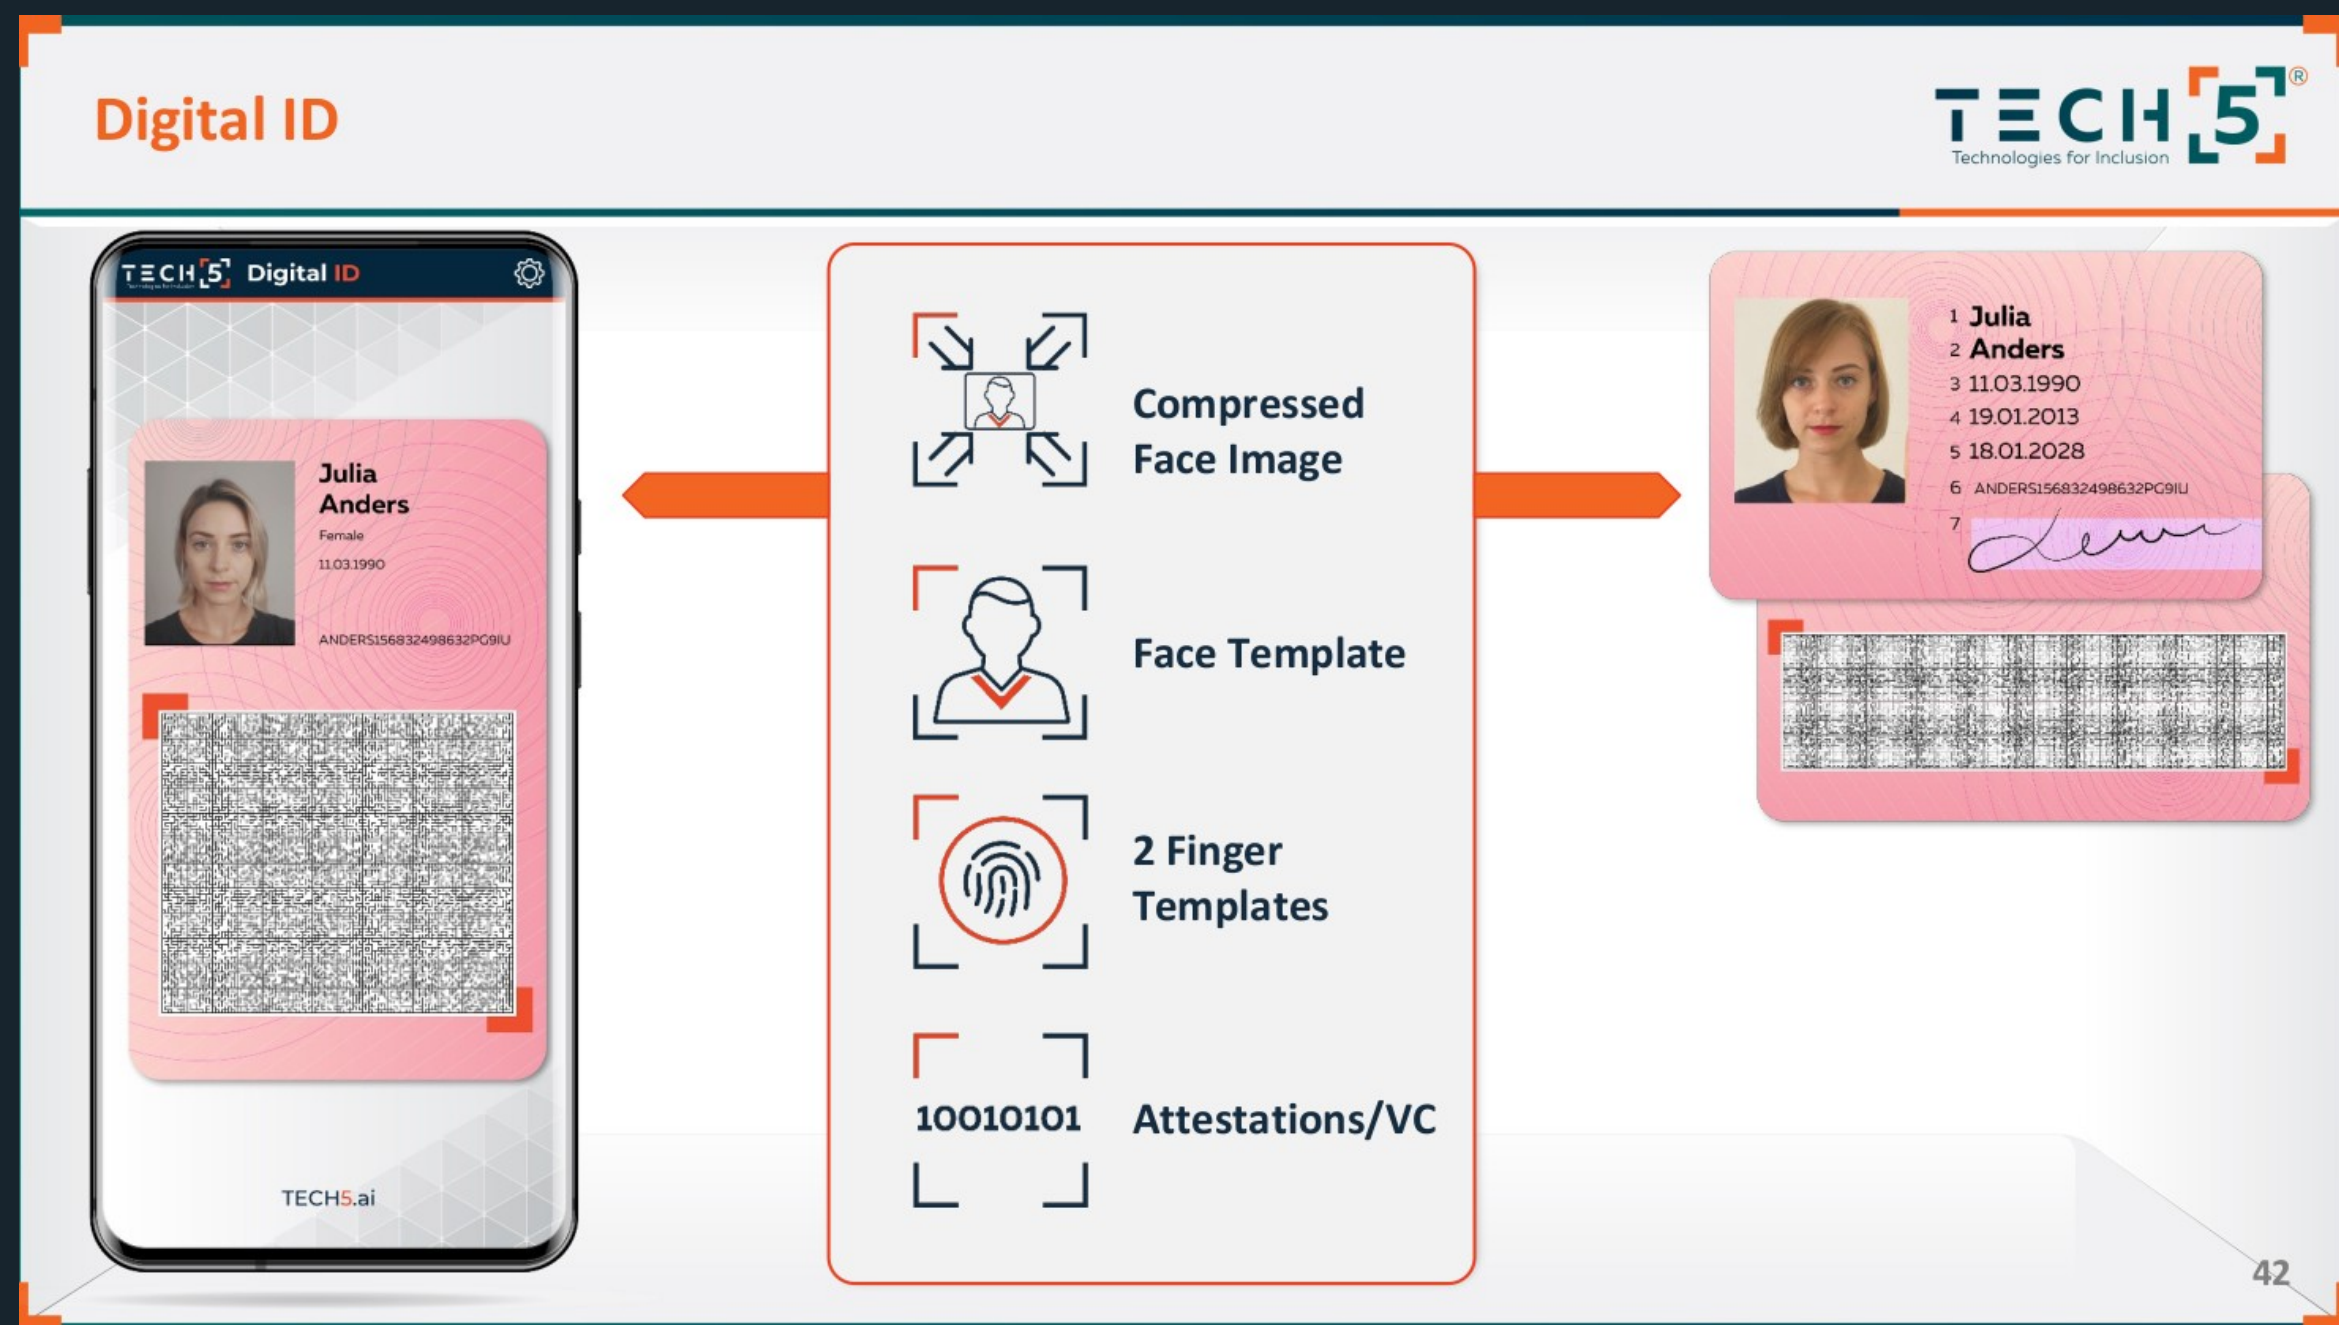 Digital ID
TECH5®
Technologies for Inclusion
TECH5 Digital ID
Julia
Anders
Female
11.03.1990
ANDERS156832498632PG9IU
TECH5.ai
Compressed
Face Image
Face Template
2 Finger
Templates
10010101
Attestations/VC
1 Julia
2 Anders
3 11.03.1990
4 19.01.2013
5 18.01.2028
6 ANDERS156832498632PG9IU
7
42